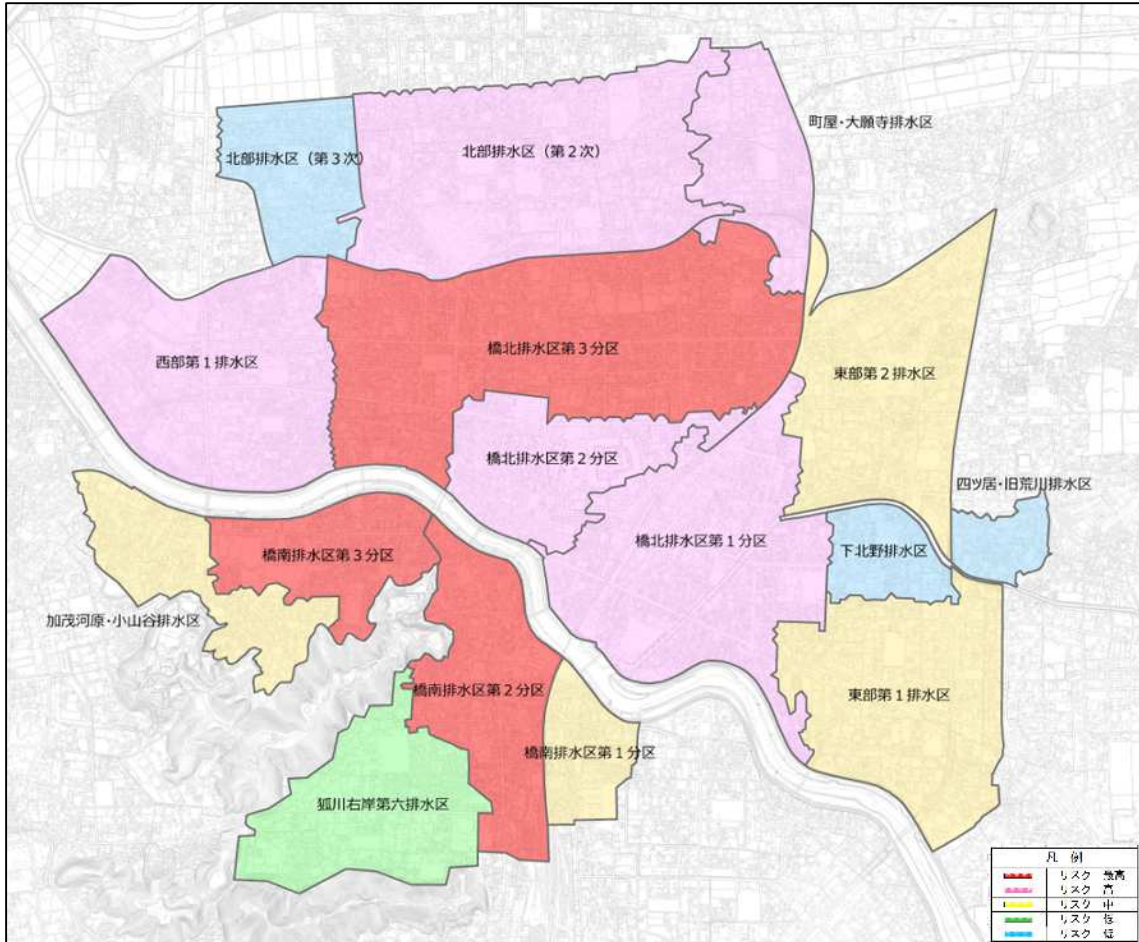 町屋・大願寺排水区
北部排水区（第２次）
北部排水区（第３次）
橋北排水区第３分区
西部第１排水区
東部第２排水区
橋北排水区第２分区
四ツ居・旧荒川排水区
橋北排水区第１分区
下北野排水区
橋南排水区第３分区
加茂河原・小山谷排水区
橋南排水区第２分区
東部第１排水区
橋南排水区第１分区
狐川右岸第六排水区
凡 例
リスク 最高
リスク 高
リスク 中
リスク
リスク